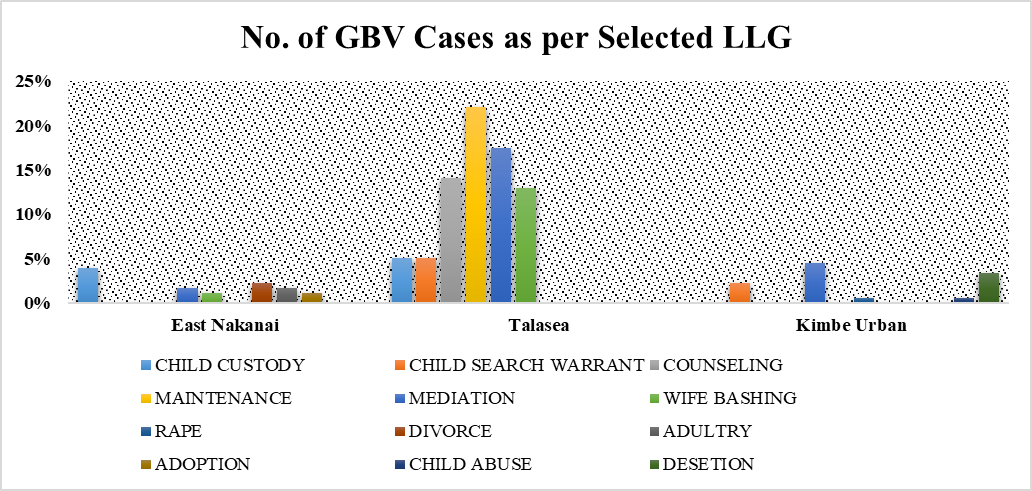 No. of GBV Cases as per Selected LLG
25%
20%
15%
10%
5%
0%
East Nakanai Talasea Kimbe Urban
CHILD CUSTODY CHILD SEARCH WARRANT COUNSELING
MAINTENANCE MEDIATION WIFE BASHING
RAPE DIVORCE ADULTRY
ADOPTION CHILD ABUSE DESETION